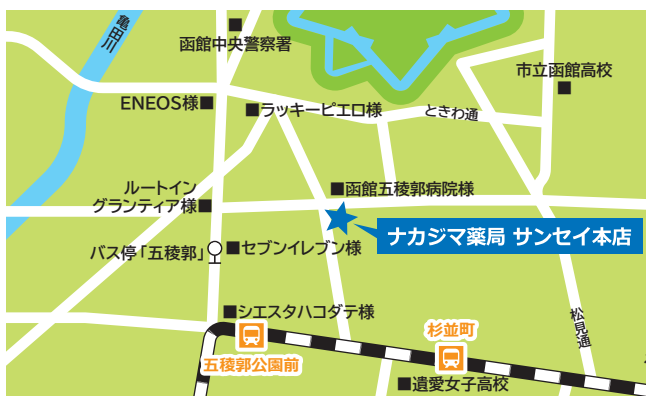 亀田川
函館中央警察署
市立函館高校
ENEOS様■
■ラッキーピエロ様
ときわ通
ルートイン
グランティア様■
■函館五稜郭病院様
ナカジマ薬局 サンセイ本店
バス停「五稜郭」
■セブンイレブン様
■シエスタハコダテ様
松見通
杉並町
五稜郭公園前
■遺愛女子高校